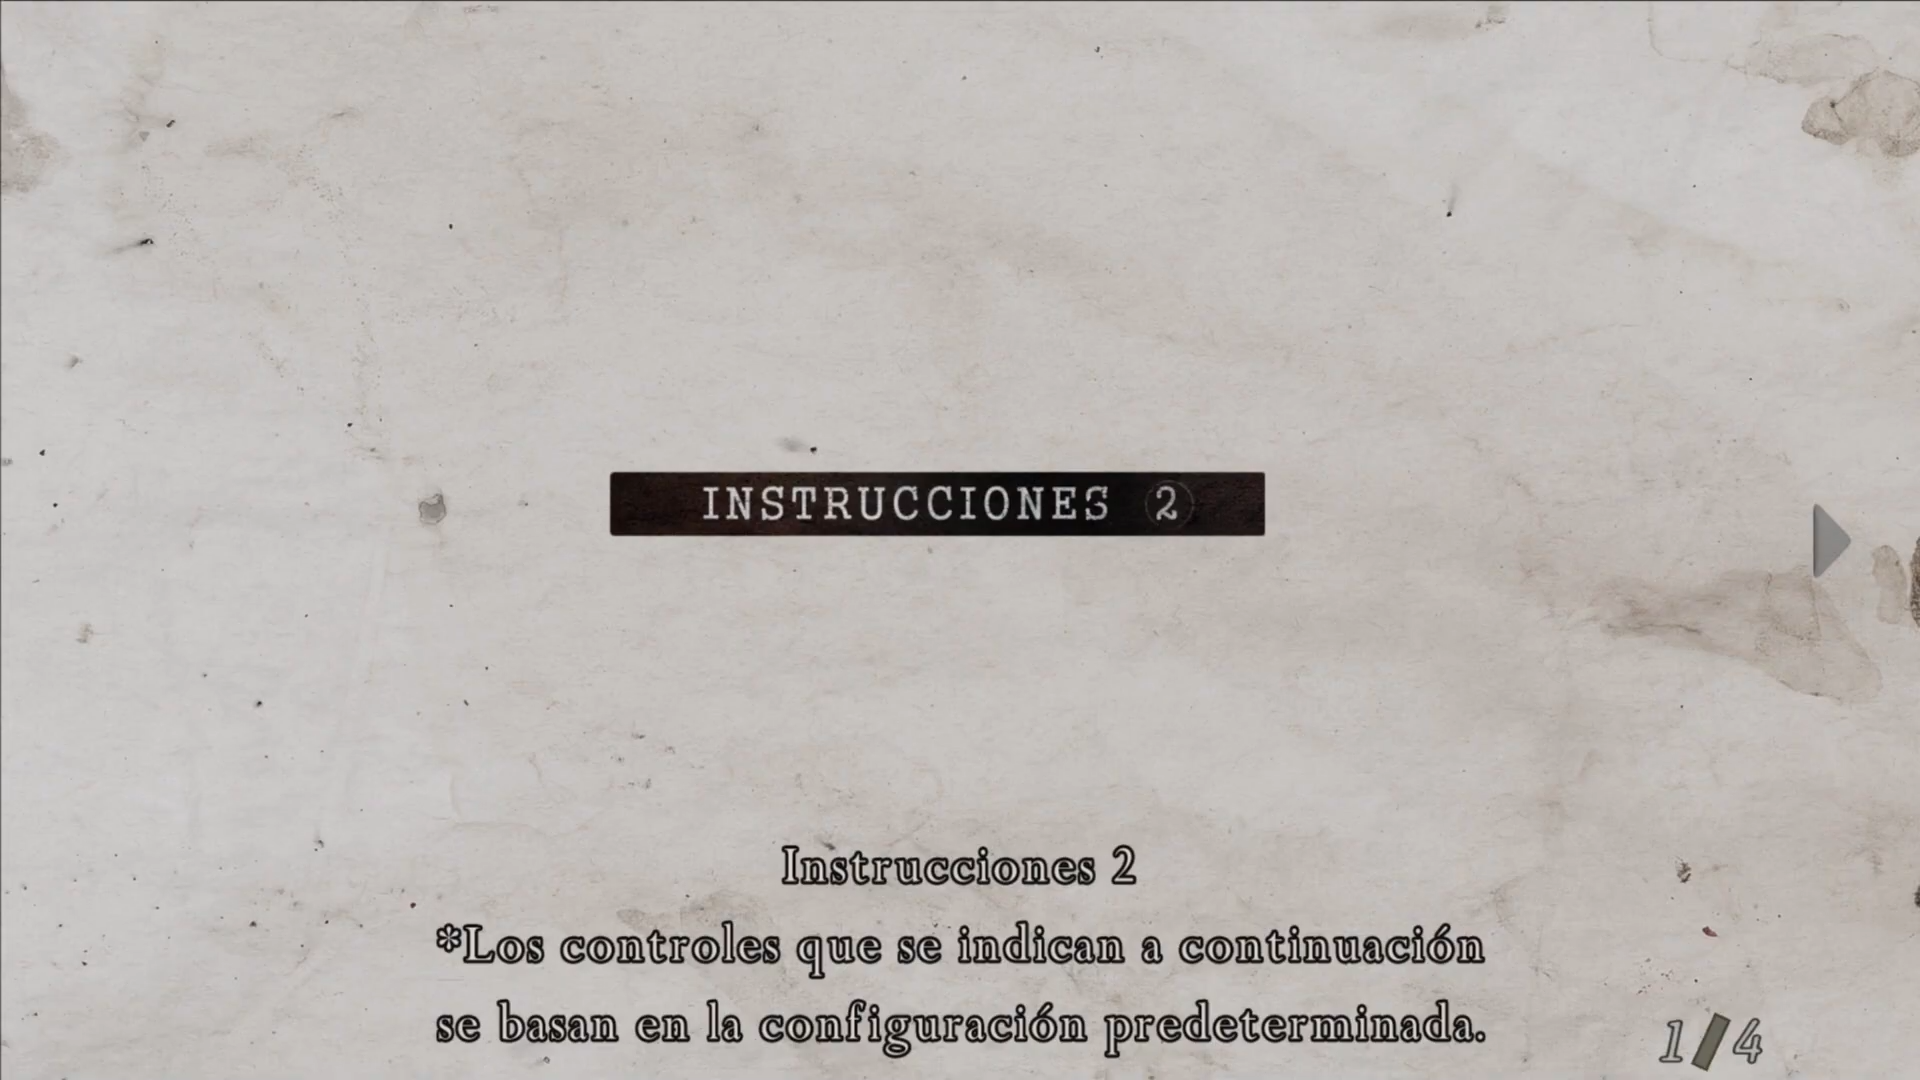 INSTRUCCIONES 2
Instrucciones 2
*Los controles que se indican a continuación
se basan en la configuración predeterminada.
1/4